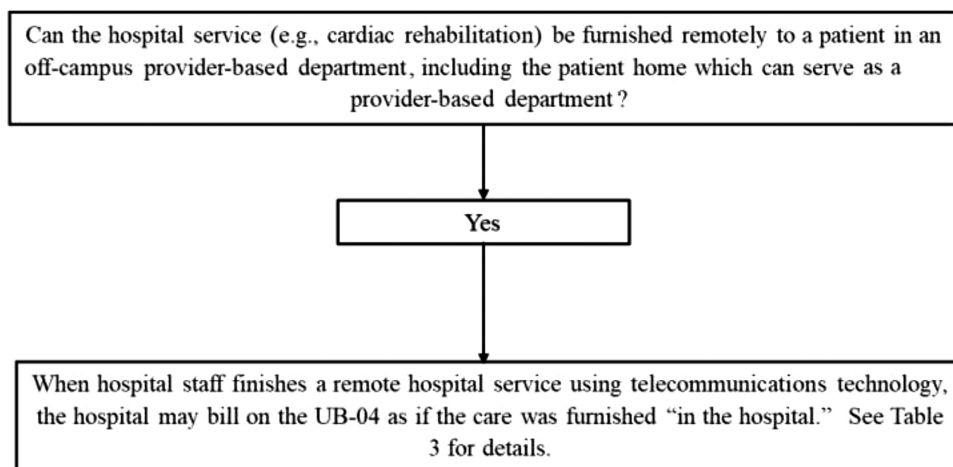 Can the hospital service (e.g., cardiac rehabilitation) be furnished remotely to a patient in an
off-campus provider-based department, including the patient home which can serve as a
provider-based department?
Yes
When hospital staff finishes a remote hospital service using telecommunications technology,
the hospital may bill on the UB-04 as if the care was furnished “in the hospital.” See Table
3 for details.